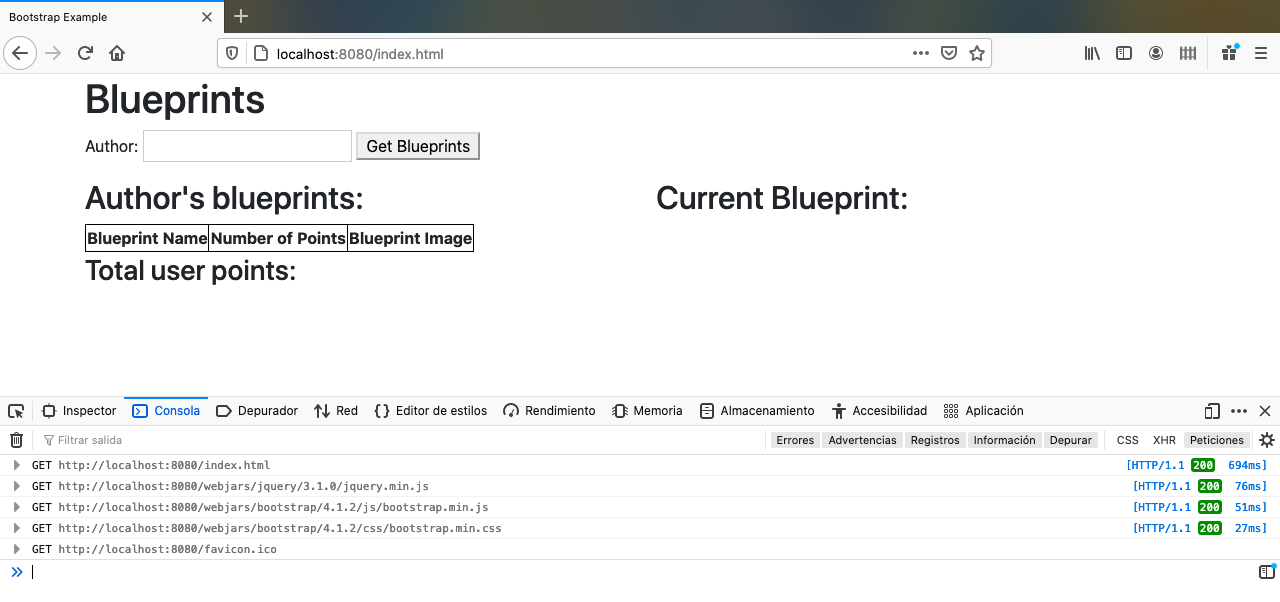 Bootstrap Example
localhost:8080/index.html
Blueprints
Author: Get Blueprints
Author's blueprints:
Current Blueprint:
Blueprint Name Number of Points Blueprint Image
Total user points:
Inspector Consola Depurador Red Editor de estilos Rendimiento Memoria Almacenamiento Accesibilidad Aplicación
Filtrar salida Errores Advertencias Registros Información Depurar CSS XHR Peticiones
GET http://localhost:8080/index.html [HTTP/1.1 200 694ms]
GET http://localhost:8080/webjars/jquery/3.1.0/jquery.min.js [HTTP/1.1 200 76ms]
GET http://localhost:8080/webjars/bootstrap/4.1.2/js/bootstrap.min.js [HTTP/1.1 200 51ms]
GET http://localhost:8080/webjars/bootstrap/4.1.2/css/bootstrap.min.css [HTTP/1.1 200 27ms]
GET http://localhost:8080/favicon.ico